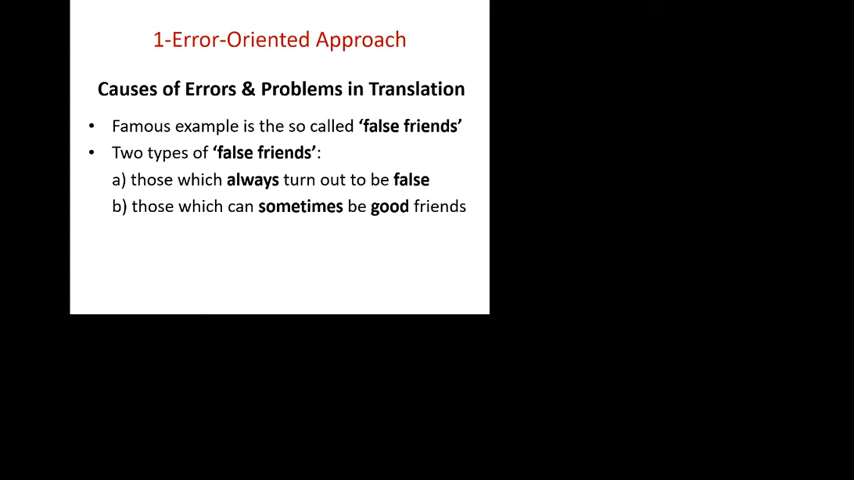 1-Error-Oriented Approach
Causes of Errors & Problems in Translation
• Famous example is the so called ‘false friends’
• Two types of ‘false friends’:
a) those which always turn out to be false
b) those which can sometimes be good friends